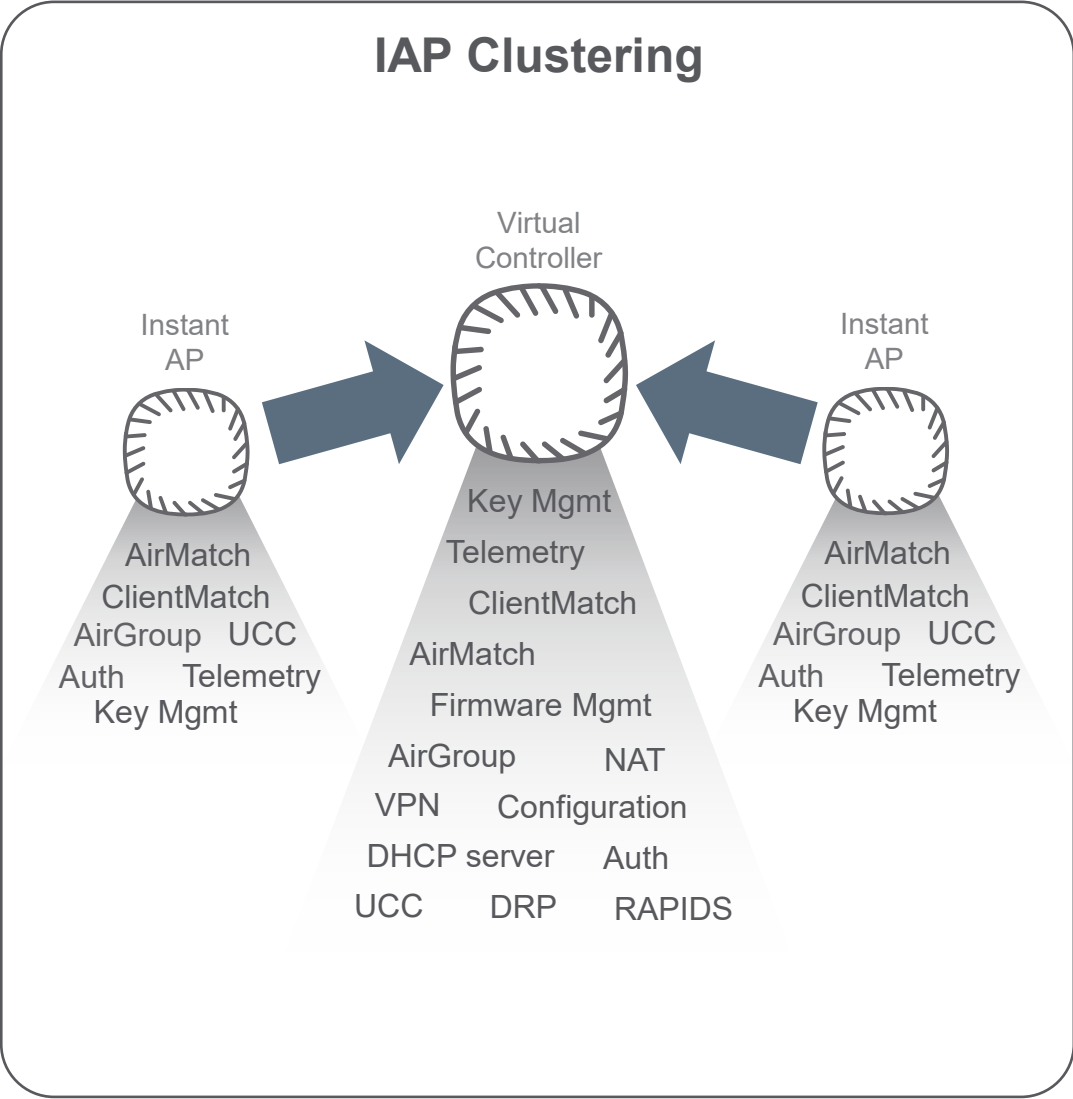 IAP Clustering
Virtual
Controller
Instant
AP
Instant
AP
AirMatch
ClientMatch
AirGroup UCC
Auth Telemetry
Key Mgmt
Key Mgmt
Telemetry
ClientMatch
AirMatch
Firmware Mgmt
AirGroup NAT
VPN Configuration
DHCP server Auth
UCC DRP RAPIDS
AirMatch
ClientMatch
AirGroup UCC
Auth Telemetry
Key Mgmt